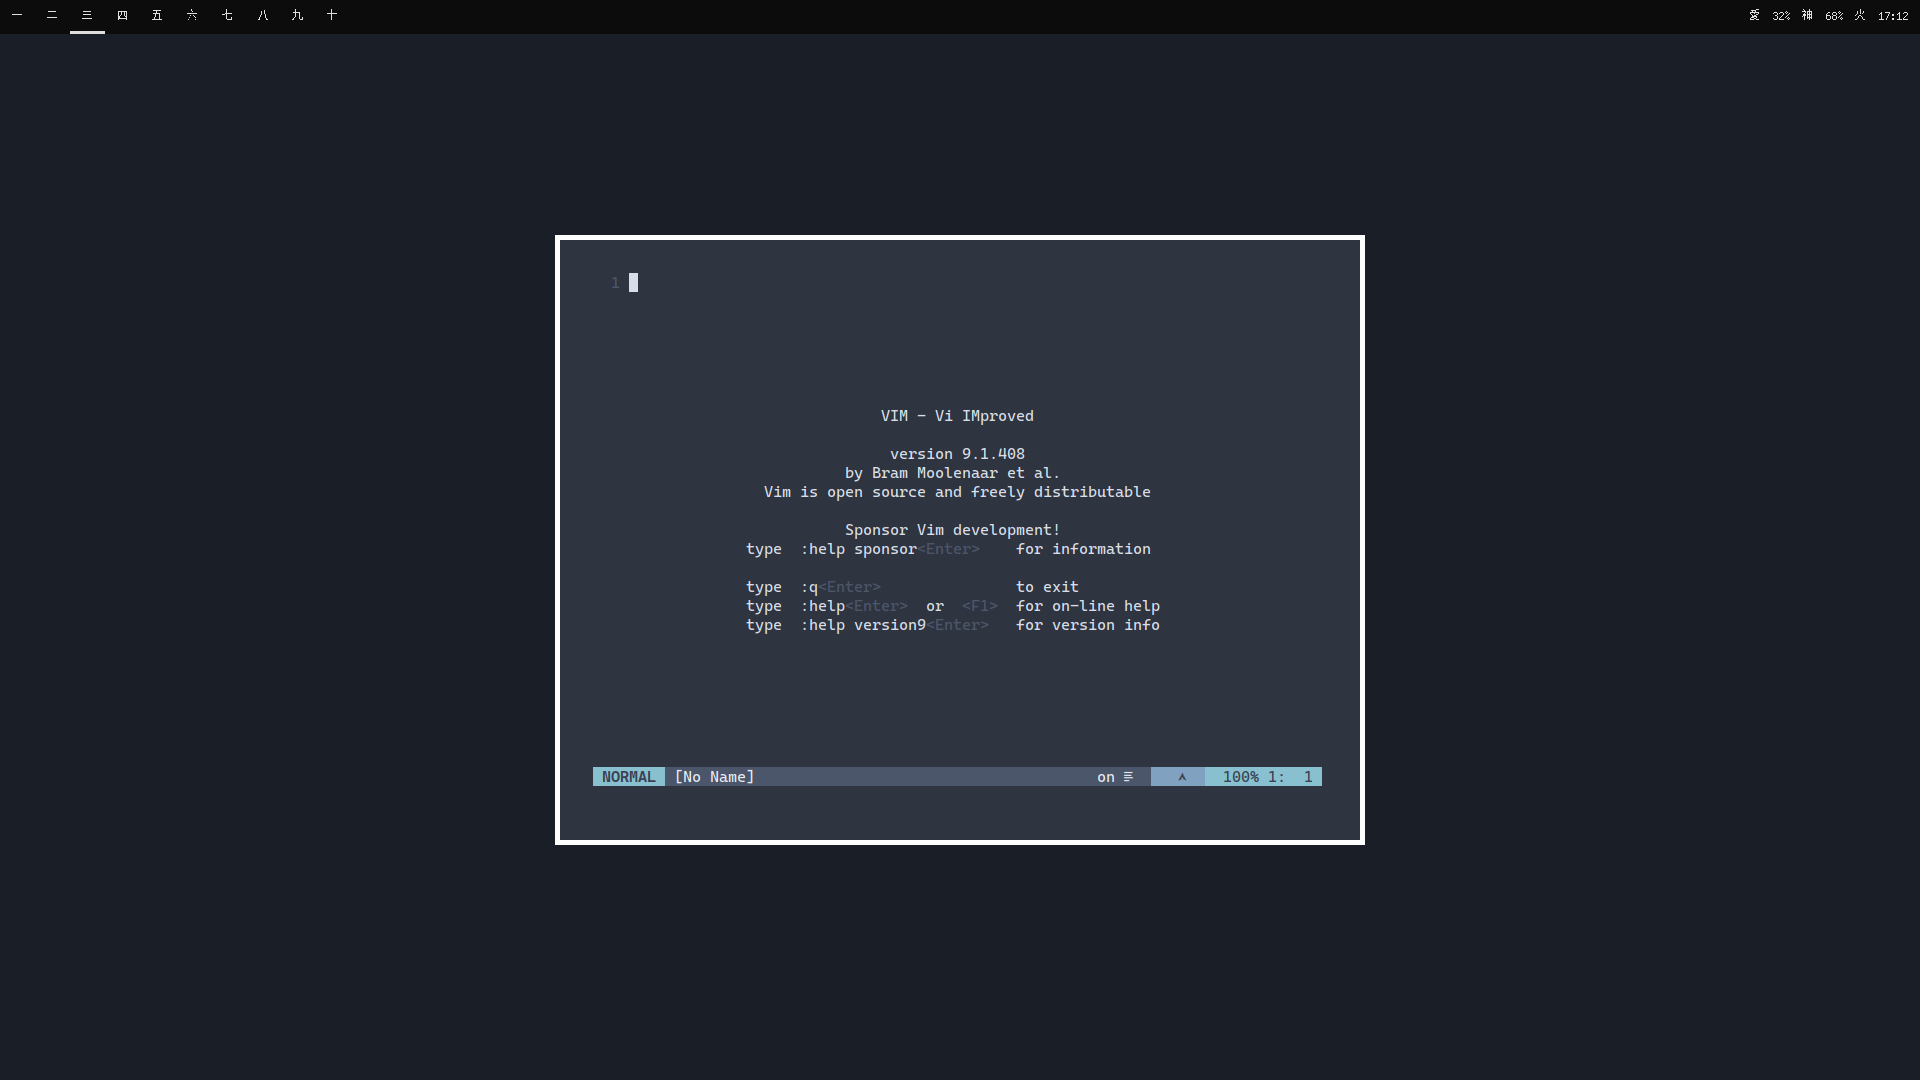 一 二 三 四 五 六 七 八 九 十 愛 32% 神 68% 火 17:12
1
VIM - Vi IMproved
version 9.1.408
by Bram Moolenaar et al.
Vim is open source and freely distributable
Sponsor Vim development!
type :help sponsor<Enter> for information
type :q<Enter> to exit
type :help<Enter> or <F1> for on-line help
type :help version9<Enter> for version info
NORMAL [No Name] on 100% 1: 1